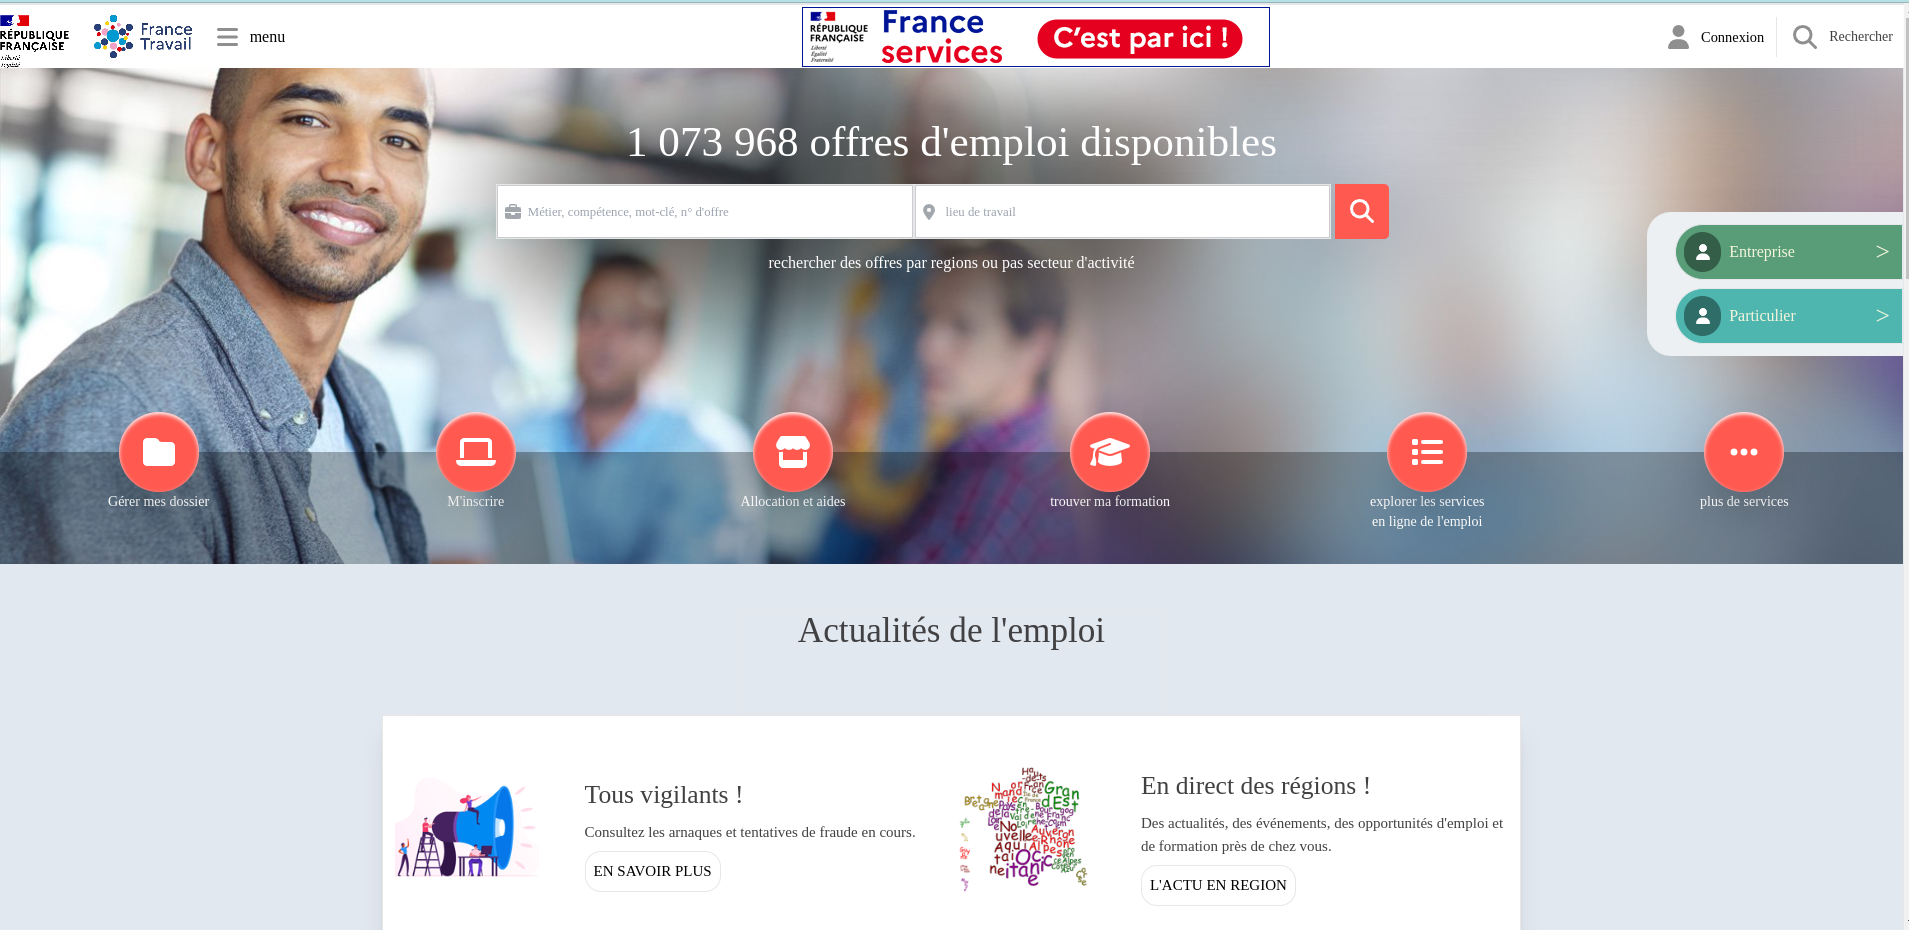 RÉPUBLIQUE
FRANÇAISE
Liberté
France
Travail
menu
RÉPUBLIQUE
FRANÇAISE
Liberté
Égalité
Fraternité
France
services
C'est par ici !
Connexion
Rechercher
1 073 968 offres d'emploi disponibles
Métier, compétence, mot-clé, n° d'offre
lieu de travail
rechercher des offres par regions ou pas secteur d'activité
Entreprise >
Particulier >
Gérer mes dossier
M'inscrire
Allocation et aides
trouver ma formation
explorer les services
en ligne de l'emploi
plus de services
Actualités de l'emploi
Tous vigilants !
Consultez les arnaques et tentatives de fraude en cours.
EN SAVOIR PLUS
En direct des régions !
Des actualités, des événements, des opportunités d'emploi et
de formation près de chez vous.
L'ACTU EN REGION